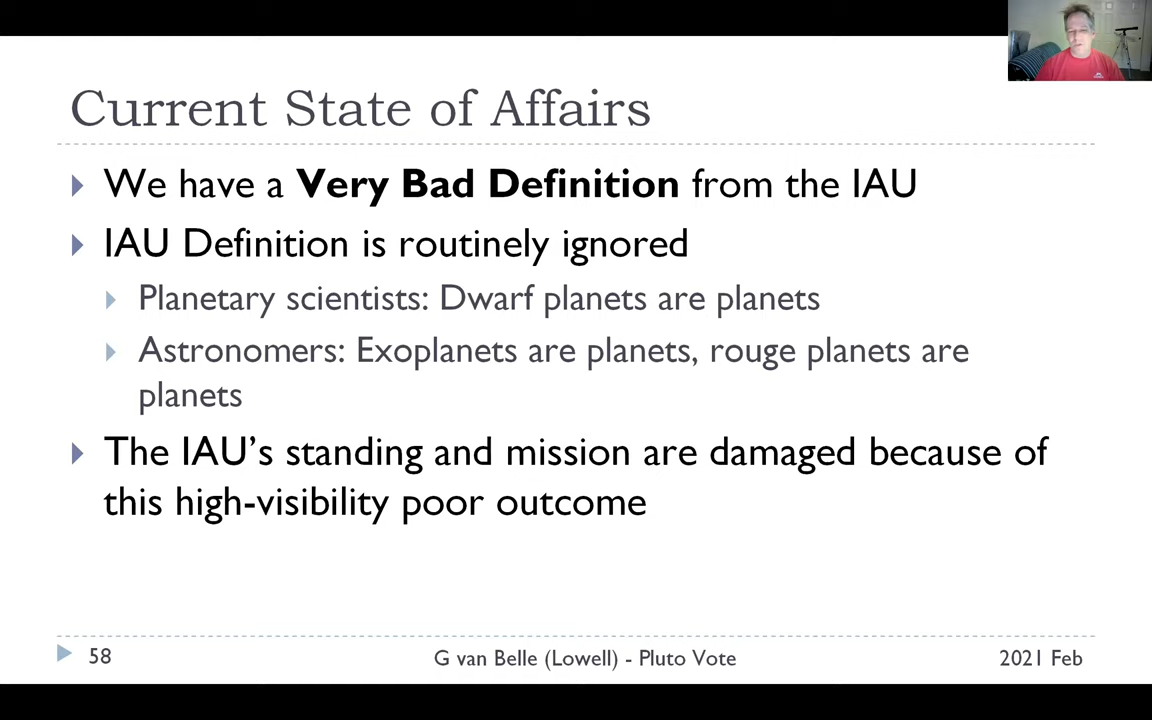 Current State of Affairs
We have a Very Bad Definition from the IAU
IAU Definition is routinely ignored
Planetary scientists: Dwarf planets are planets
Astronomers: Exoplanets are planets, rouge planets are
planets
The IAU’s standing and mission are damaged because of
this high-visibility poor outcome
58
G van Belle (Lowell) - Pluto Vote
2021 Feb